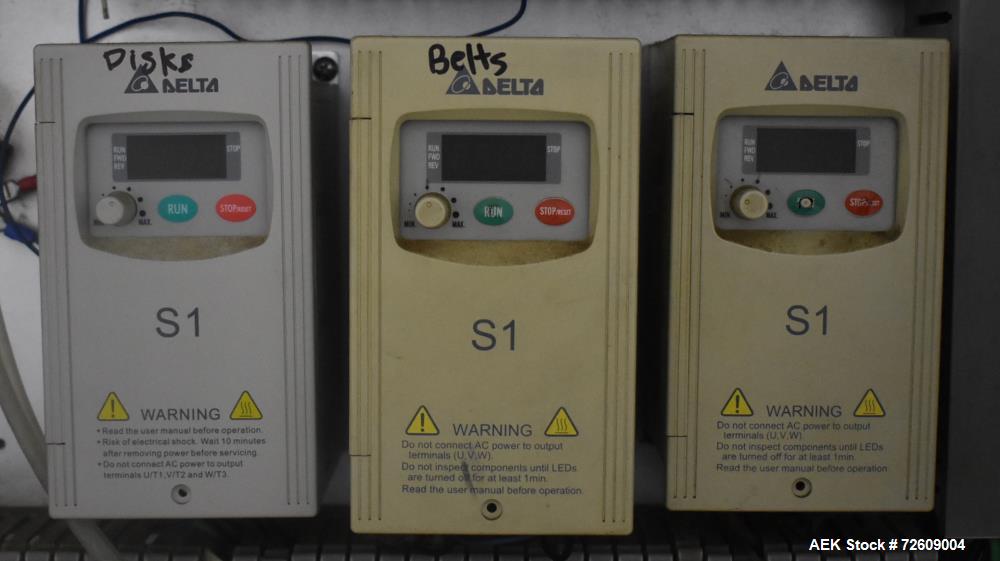 Disks
DELTA
RUN
FWD
REV
STOP
MIN.
MAX.
RUN
STOP/RESET
S1
WARNING
• Read the user manual before operation.
• Risk of electrical shock. Wait 10 minutes
after removing power before servicing.
• Do not connect AC power to output
terminals U/T1,V/T2 and W/T3.
Belts
DELTA
RUN
FWD
REV
STOP
MIN.
MAX.
RUN
STOP/RESET
S1
WARNING
Do not connect AC power to output
terminals (U,V,W).
Do not inspect components until LEDs
are turned off for at least 1min.
Read the user manual before operation.
DELTA
RUN
FWD
REV
STOP
MIN.
MAX.
STOP/RESET
S1
WARNING
Do not connect AC power to output
terminals (U,V,W).
Do not inspect components until LEDs
are turned off for at least 1min.
Read the user manual before operation.
AEK Stock # 72609004